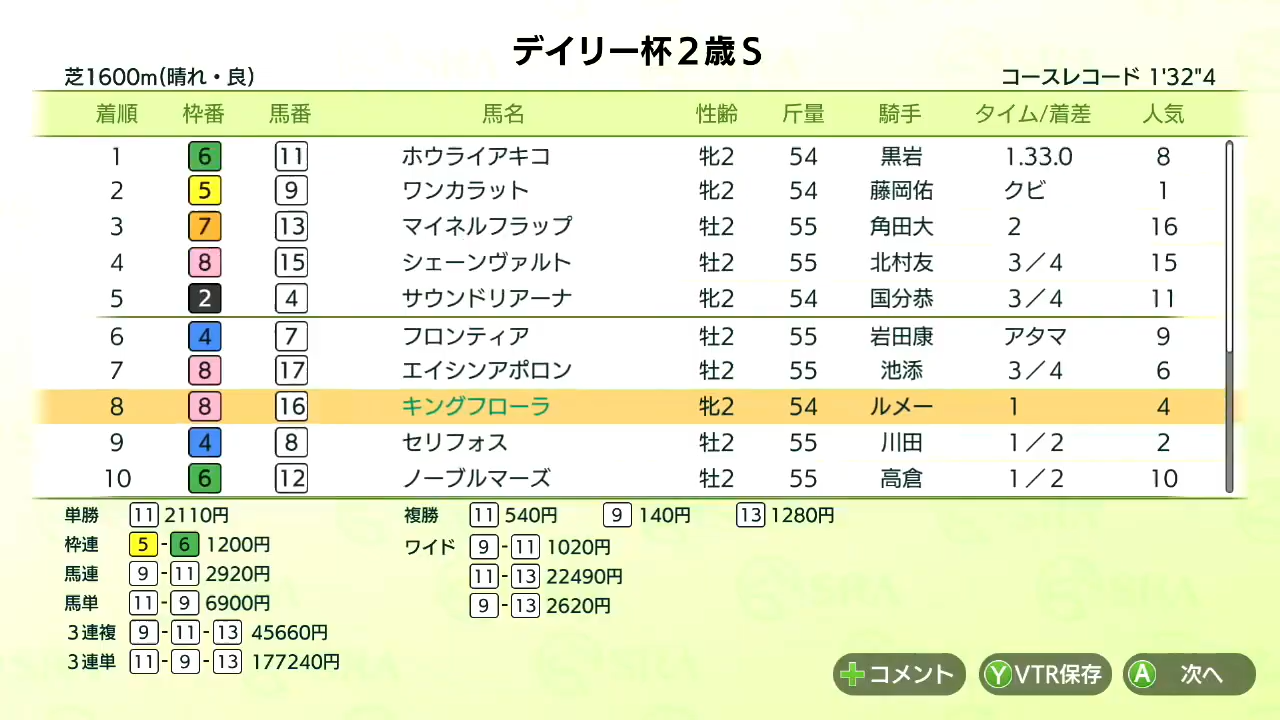 デイリー杯２歳Ｓ
芝1600m(晴れ・良) コースレコード 1'32"4
着順 枠番 馬番 馬名 性齢 斤量 騎手 タイム/着差 人気
1 6 11 ホウライアキコ 牝2 54 黒岩 1.33.0 8
2 5 9 ワンカラット 牝2 54 藤岡佑 クビ 1
3 7 13 マイネルフラップ 牡2 55 角田大 2 16
4 8 15 シェーンヴァルト 牡2 55 北村友 3／4 15
5 2 4 サウンドリアーナ 牝2 54 国分恭 3／4 11
6 4 7 フロンティア 牡2 55 岩田康 アタマ 9
7 8 17 エイシンアポロン 牡2 55 池添 3／4 6
8 8 16 キングフローラ 牝2 54 ルメー 1 4
9 4 8 セリフォス 牡2 55 川田 1／2 2
10 6 12 ノーブルマーズ 牡2 55 高倉 1／2 10
単勝 11 2110円 複勝 11 540円 9 140円 13 1280円
枠連 5-6 1200円 ワイド 9-11 1020円
馬連 9-11 2920円 11-13 22490円
馬単 11-9 6900円 9-13 2620円
３連複 9-11-13 45660円
３連単 11-9-13 177240円
コメント Y VTR保存 A 次へ